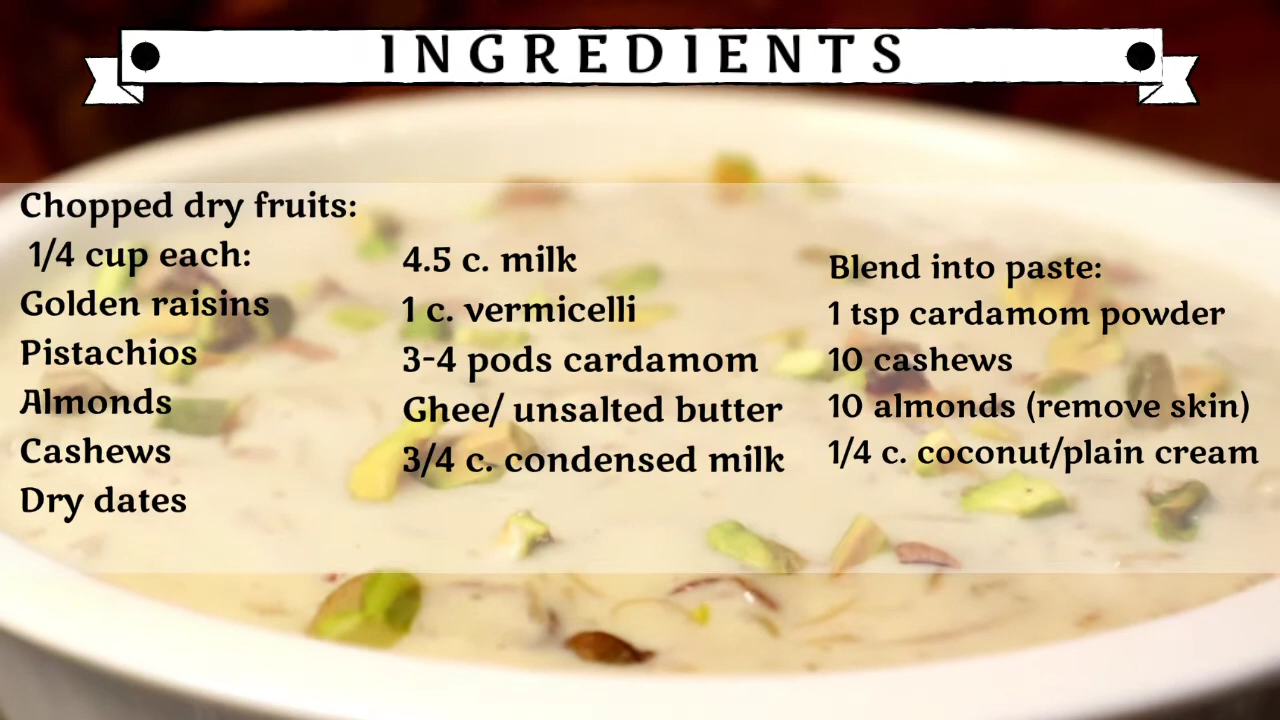 INGREDIENTS
Chopped dry fruits:
1/4 cup each:
Golden raisins
Pistachios
Almonds
Cashews
Dry dates
4.5 c. milk
1 c. vermicelli
3-4 pods cardamom
Ghee/ unsalted butter
3/4 c. condensed milk
Blend into paste:
1 tsp cardamom powder
10 cashews
10 almonds (remove skin)
1/4 c. coconut/plain cream